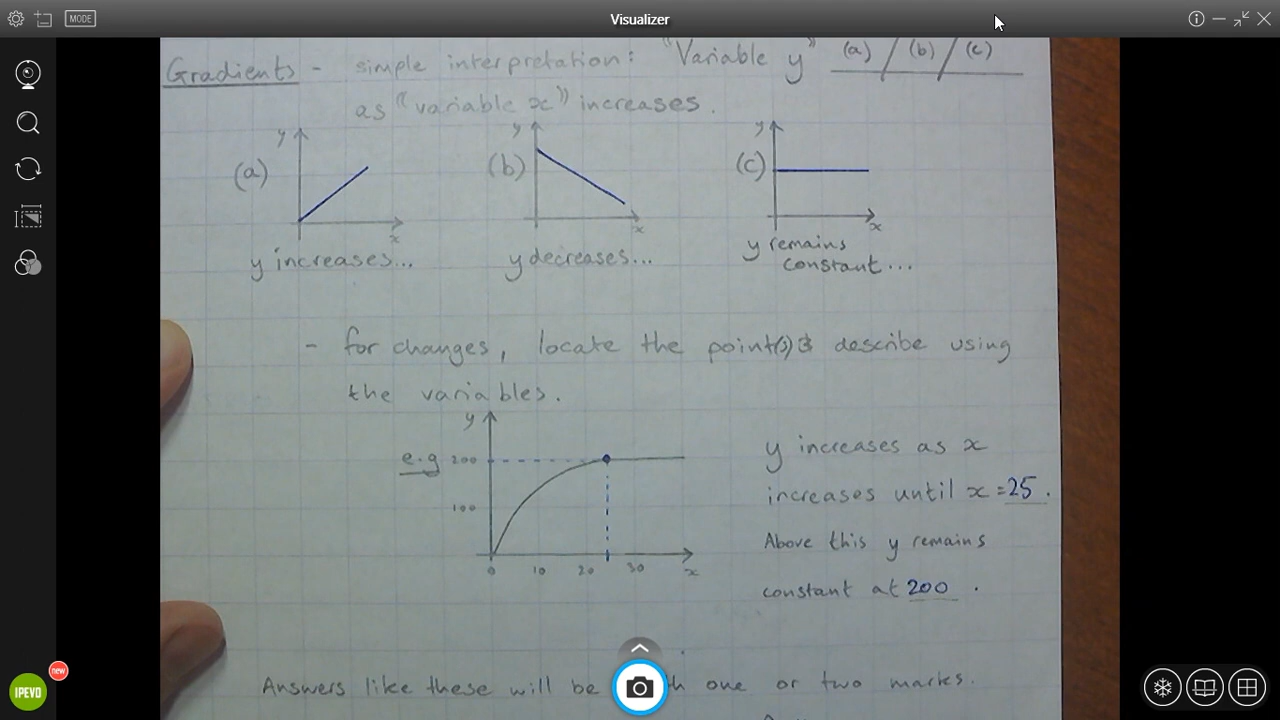 MODE
Visualizer
Gradients - simple interpretation: "Variable y" (a) / (b) / (c)
as "variable x" increases.
(a) y x
(b) y x
(c) y x
y increases...
y decreases...
y remains
constant...
- for changes, locate the point(s) & describe using
the variables.
e.g y
200
100
0 10 20 30 x
y increases as x
increases until x = 25.
Above this y remains
constant at 200.
Answers like these will be one or two marks.
IPEVO
new